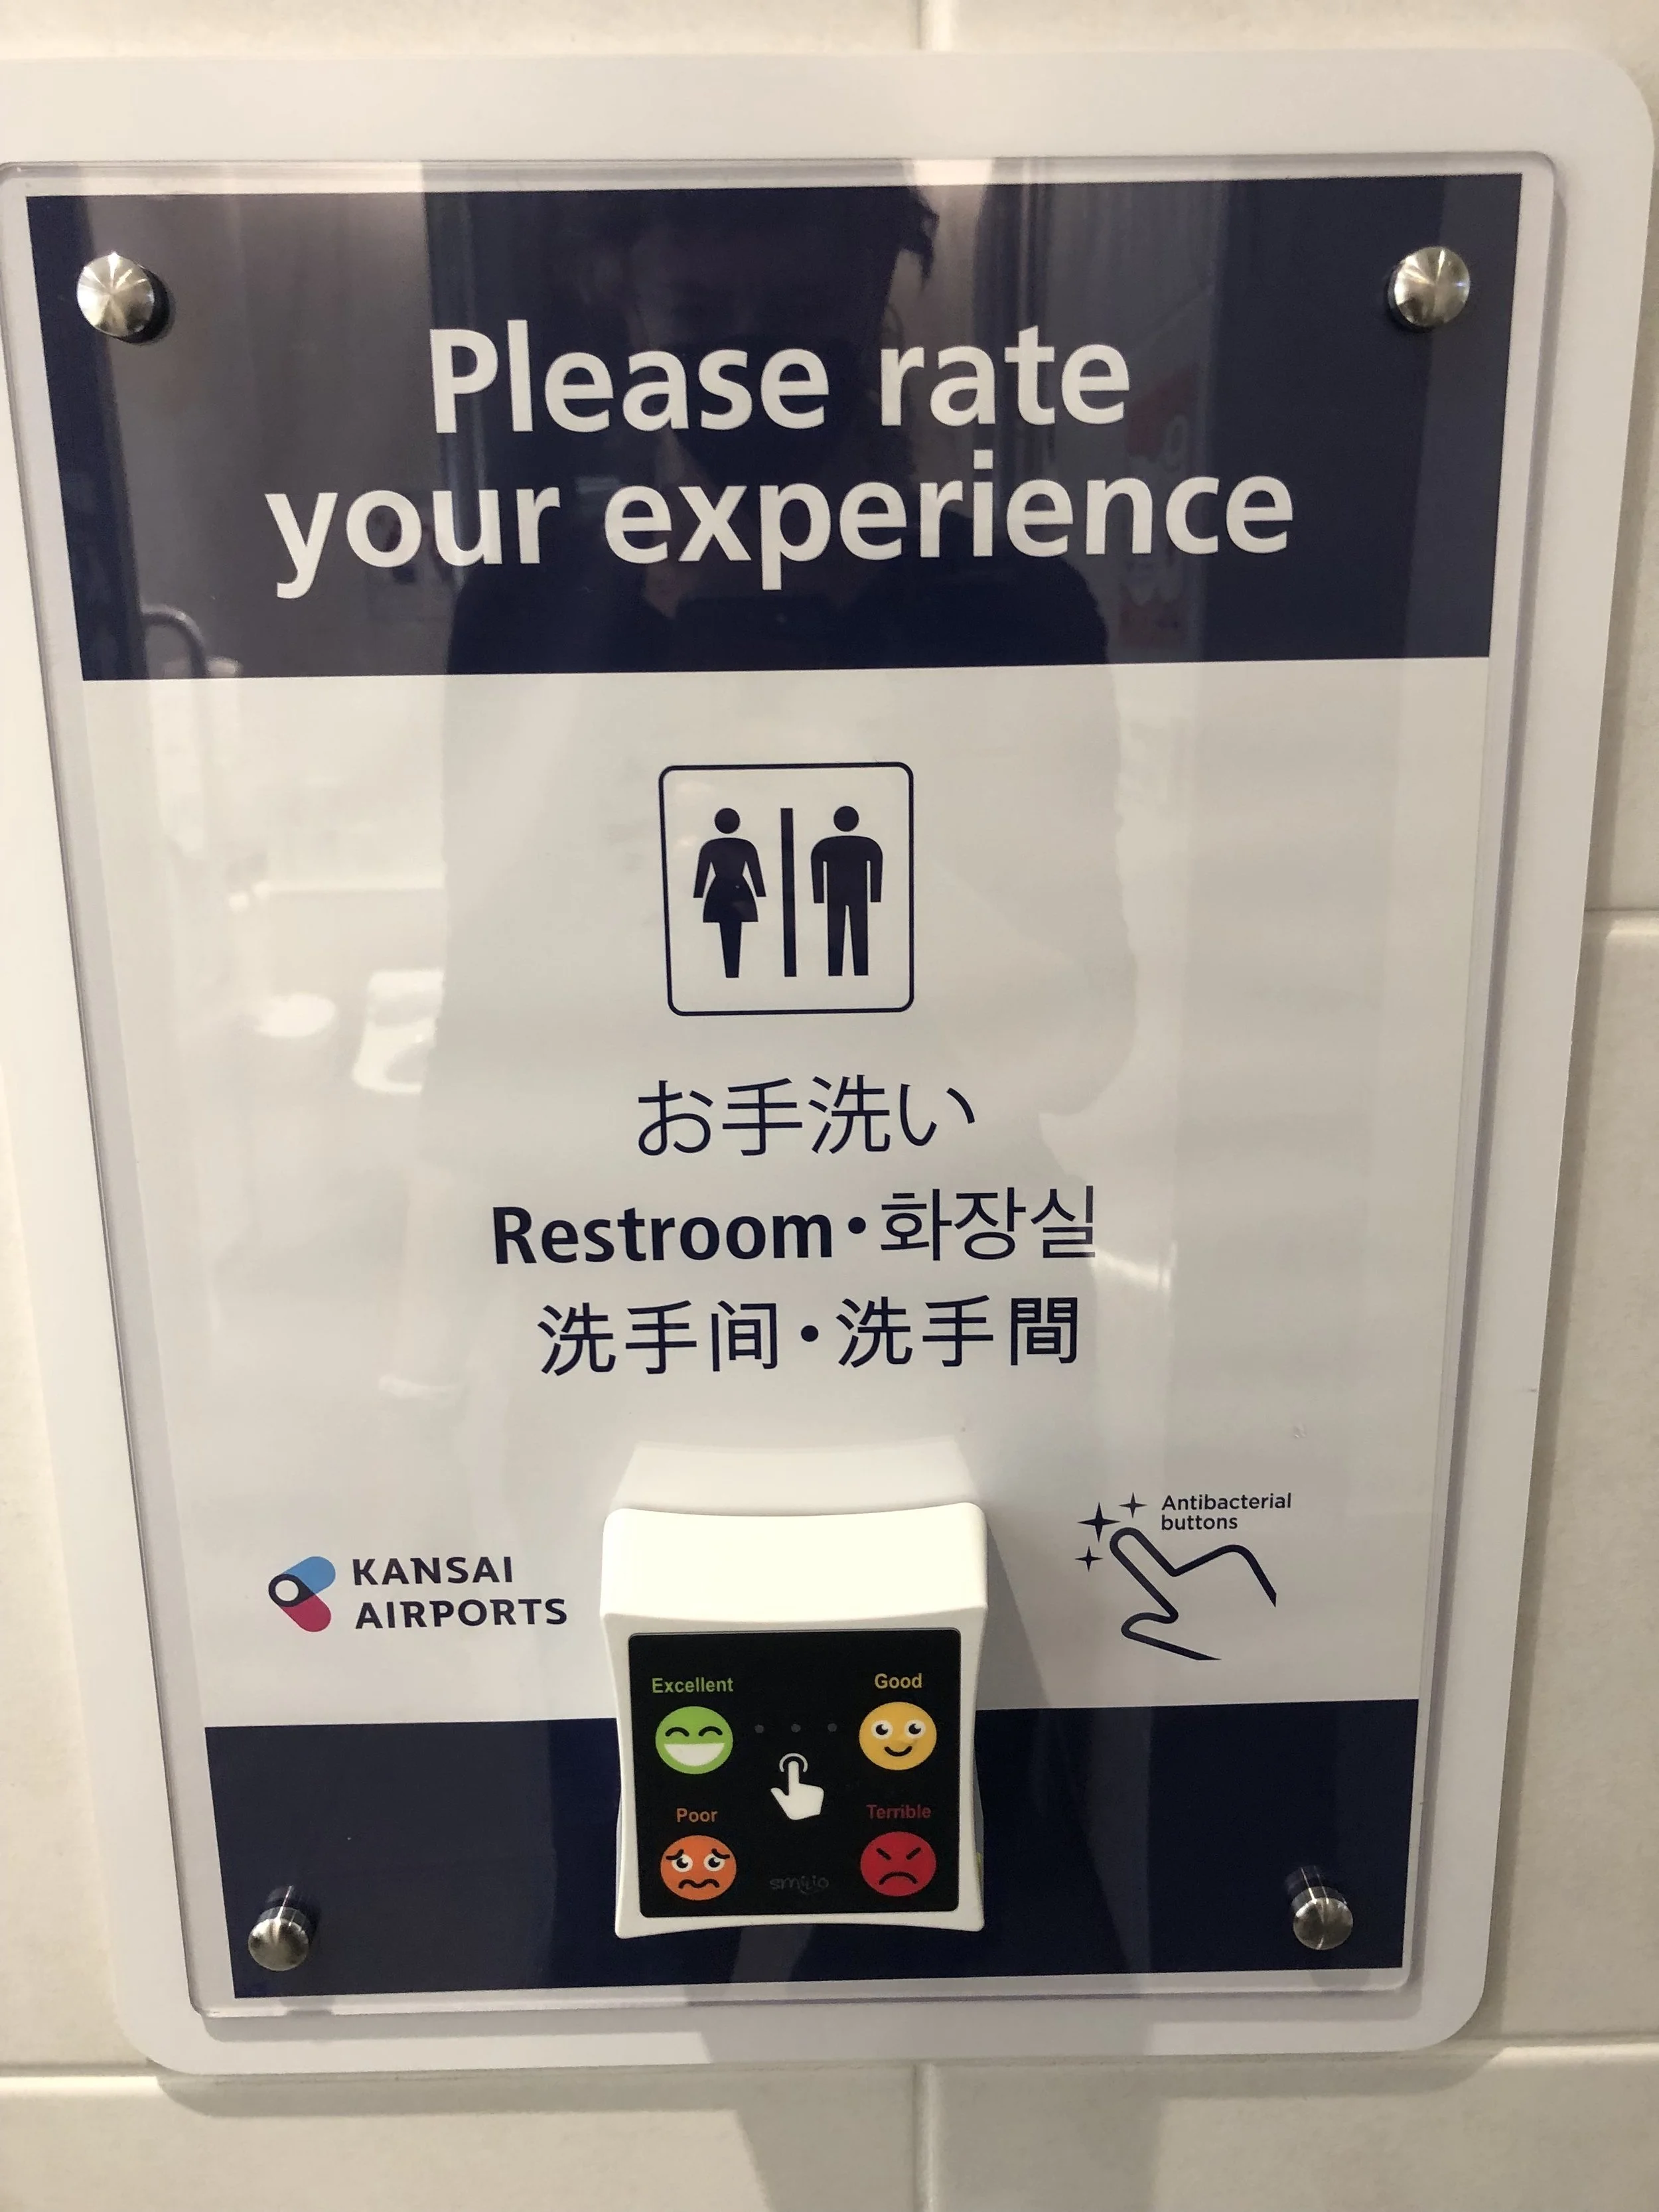 Please rate
your experience
お手洗い
Restroom・화장실
洗手间・洗手間
Antibacterial
buttons
KANSAI
AIRPORTS
Excellent
Good
Poor
Terrible
smilio